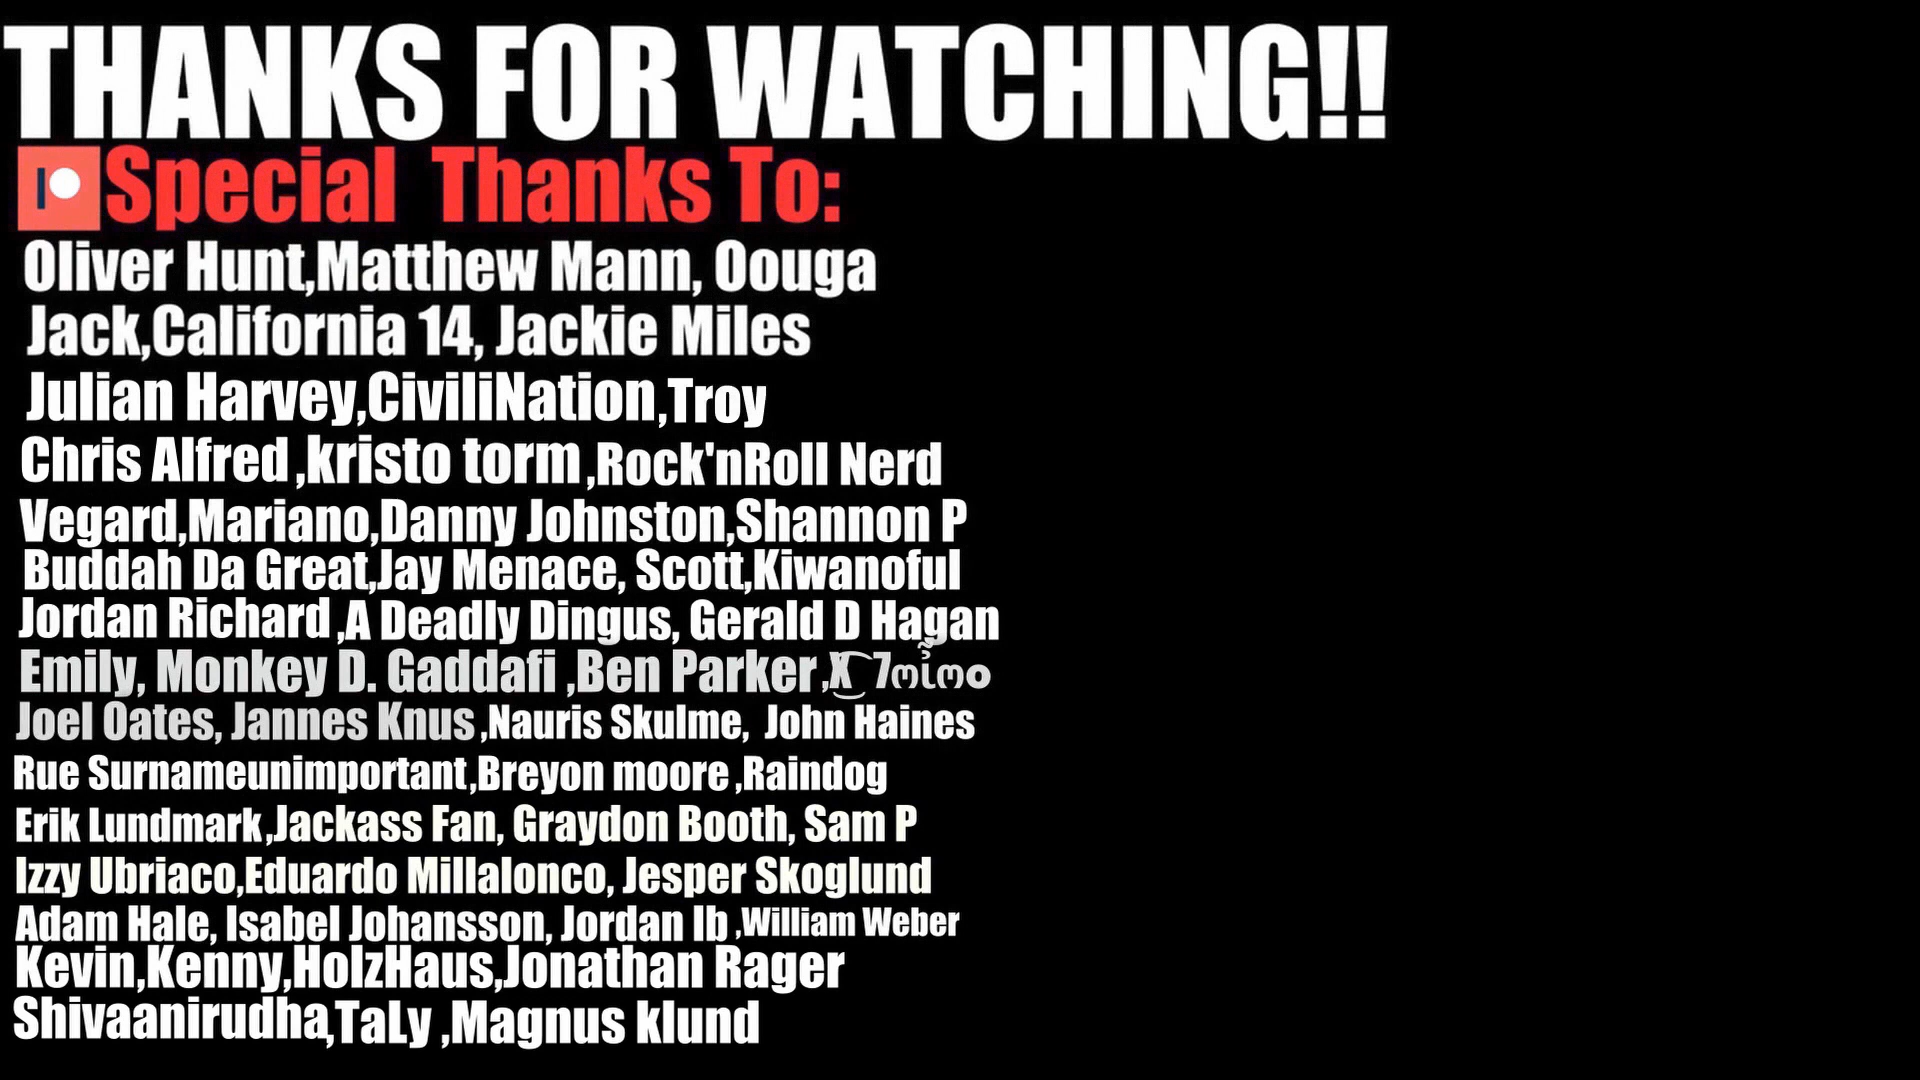 THANKS FOR WATCHING!!
Special Thanks To:
Oliver Hunt,Matthew Mann, Oouga
Jack,California 14, Jackie Miles
Julian Harvey,CiviliNation,Troy
Chris Alfred ,kristo torm ,Rock'nRoll Nerd
Vegard,Mariano,Danny Johnston,Shannon P
Buddah Da Great,Jay Menace, Scott,Kiwanoful
Jordan Richard ,A Deadly Dingus, Gerald D Hagan
Emily, Monkey D. Gaddafi ,Ben Parker
Joel Oates, Jannes Knus ,Nauris Skulme, John Haines
Rue Surnameunimportant,Breyon moore ,Raindog
Erik Lundmark,Jackass Fan, Graydon Booth, Sam P
Izzy Ubriaco,Eduardo Millalonco, Jesper Skoglund
Adam Hale, Isabel Johansson, Jordan lb ,William Weber
Kevin,Kenny,HolzHaus,Jonathan Rager
Shivaanirudha,TaLy ,Magnus klund